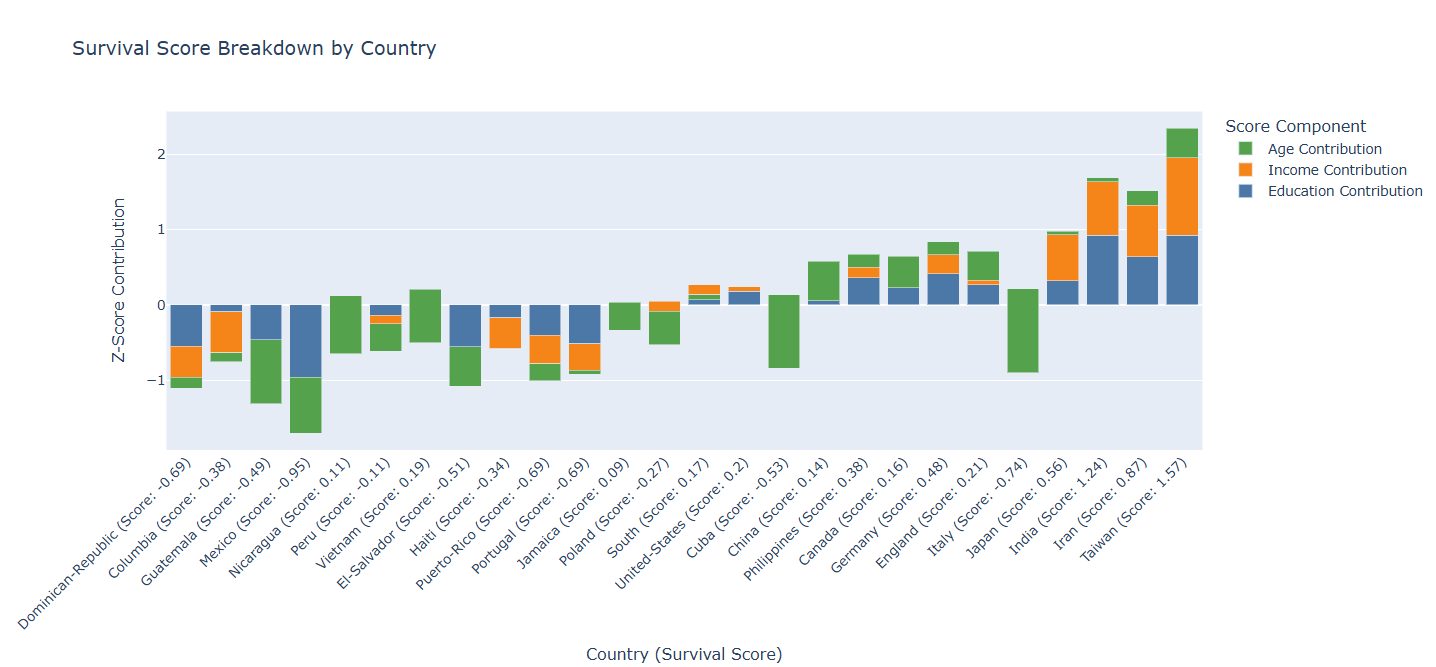 Survival Score Breakdown by Country
Score Component
Age Contribution
Income Contribution
Education Contribution
Z-Score Contribution
2
1
0
−1
Dominican-Republic (Score: -0.69)
Columbia (Score: -0.38)
Guatemala (Score: -0.49)
Mexico (Score: -0.95)
Nicaragua (Score: 0.11)
Peru (Score: -0.11)
Vietnam (Score: 0.19)
El-Salvador (Score: -0.51)
Haiti (Score: -0.34)
Puerto-Rico (Score: -0.69)
Portugal (Score: -0.69)
Jamaica (Score: 0.09)
Poland (Score: -0.27)
South (Score: 0.17)
United-States (Score: 0.2)
Cuba (Score: -0.53)
China (Score: 0.14)
Philippines (Score: 0.38)
Canada (Score: 0.16)
Germany (Score: 0.48)
England (Score: 0.21)
Italy (Score: -0.74)
Japan (Score: 0.56)
India (Score: 1.24)
Iran (Score: 0.87)
Taiwan (Score: 1.57)
Country (Survival Score)